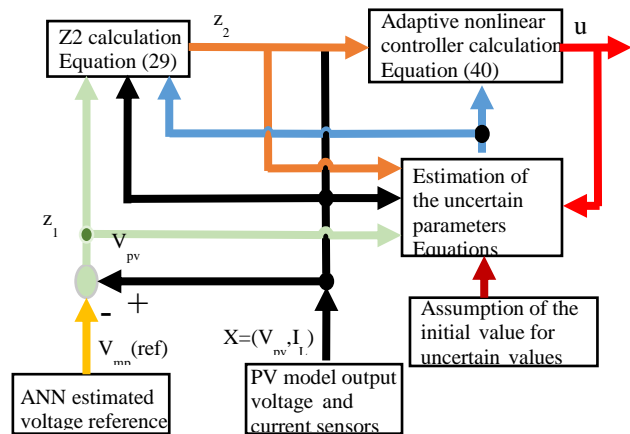 Z2 calculation
Equation (29)
z2
Adaptive nonlinear
controller calculation
Equation (40)
u
Estimation of
the uncertain
parameters
Equations
z1
Vpv
+
-
Vmp(ref)
X=(Vpv,IL)
Assumption of the
initial value for
uncertain values
ANN estimated
voltage reference
PV model output
voltage and
current sensors